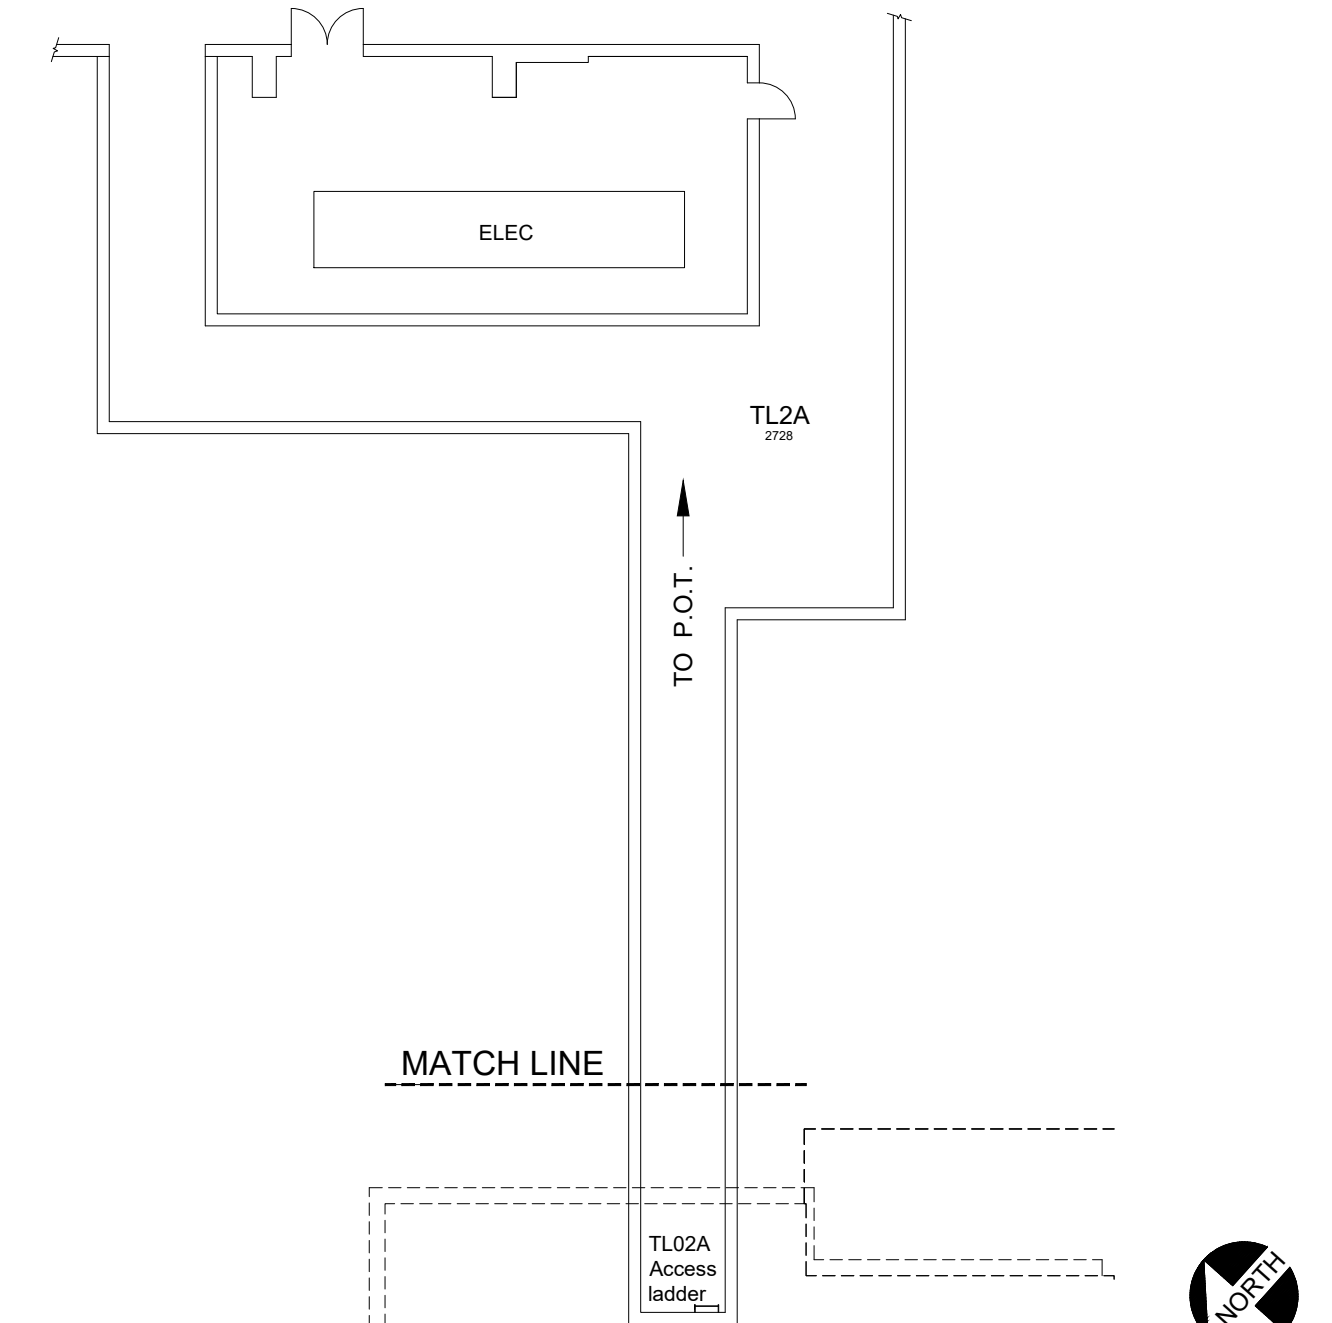 ELEC
TL2A
2728
TO P.O.T.
MATCH LINE
TL02A
Access
ladder
NORTH